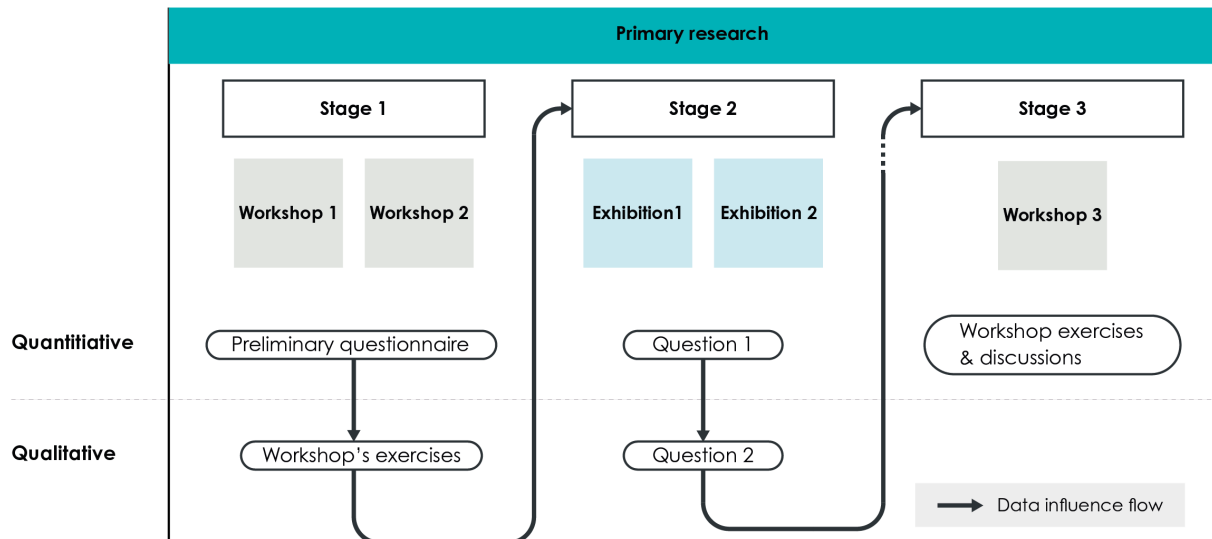 Primary research
Stage 1
Stage 2
Stage 3
Workshop 1
Workshop 2
Exhibition1
Exhibition 2
Workshop 3
Quantitiative
Preliminary questionnaire
Question 1
Workshop exercises
& discussions
Qualitative
Workshop’s exercises
Question 2
Data influence flow